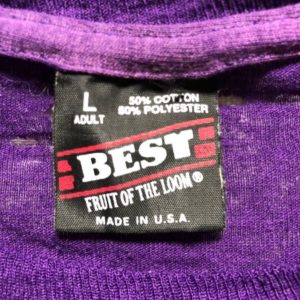 L
ADULT
50% COTTON
50% POLYESTER
BEST
FRUIT OF THE LOOM®
MADE IN U.S.A.